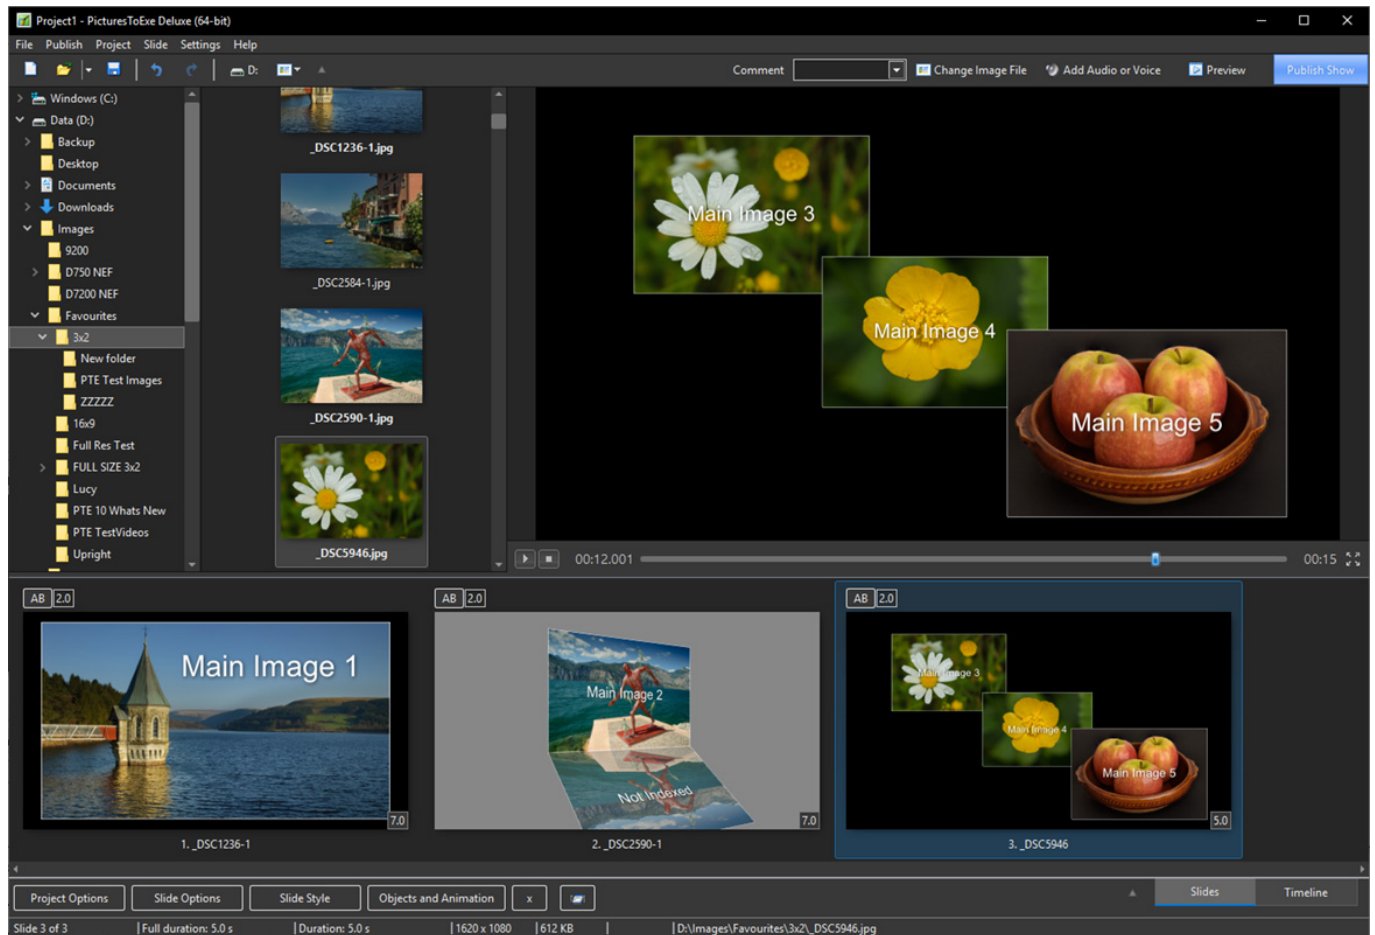 Project1 - PicturesToExe Deluxe (64-bit)
File Publish Project Slide Settings Help
D: Comment Change Image File Add Audio or Voice Preview Publish Show
Windows (C:)
Data (D:)
Backup
Desktop
Documents
Downloads
Images
9200
D750 NEF
D7200 NEF
Favourites
3x2
New folder
PTE Test Images
ZZZZZ
16x9
Full Res Test
FULL SIZE 3x2
Lucy
PTE 10 Whats New
PTE TestVideos
Upright
_DSC1236-1.jpg
_DSC2584-1.jpg
_DSC2590-1.jpg
_DSC5946.jpg
Main Image 3
Main Image 4
Main Image 5
00:12.001 00:15
AB 2.0
Main Image 1
7.0
1. _DSC1236-1
AB 2.0
Main Image 2
Not Indexed
7.0
2. _DSC2590-1
AB 2.0
Main Image 3
Main Image 4
Main Image 5
5.0
3. _DSC5946
Project Options Slide Options Slide Style Objects and Animation x Slides Timeline
Slide 3 of 3 Full duration: 5.0 s Duration: 5.0 s 1620 x 1080 612 KB D:\Images\Favourites\3x2\_DSC5946.jpg